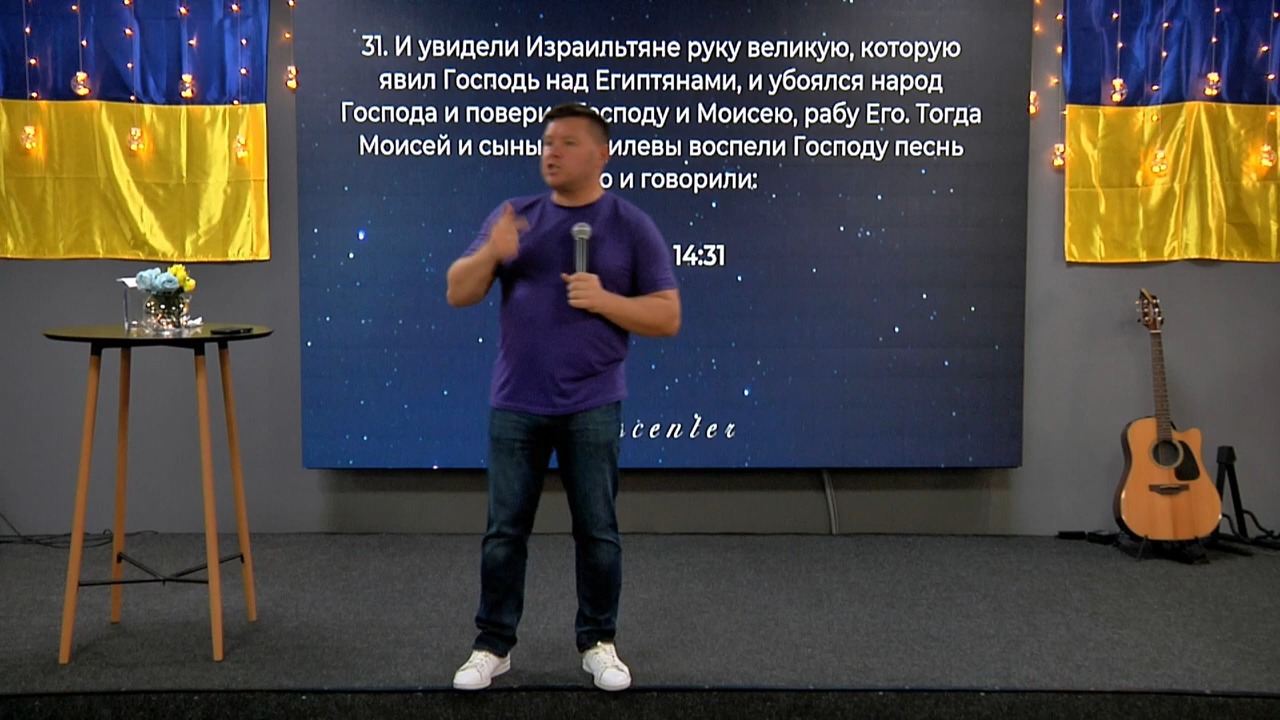 31. И увидели Израильтяне руку великую, которую
явил Господь над Египтянами, и убоялся народ
Господа и повери Господу и Моисею, рабу Его. Тогда
Моисей и сыны илевы воспели Господу песнь
о и говорили:
14:31
center